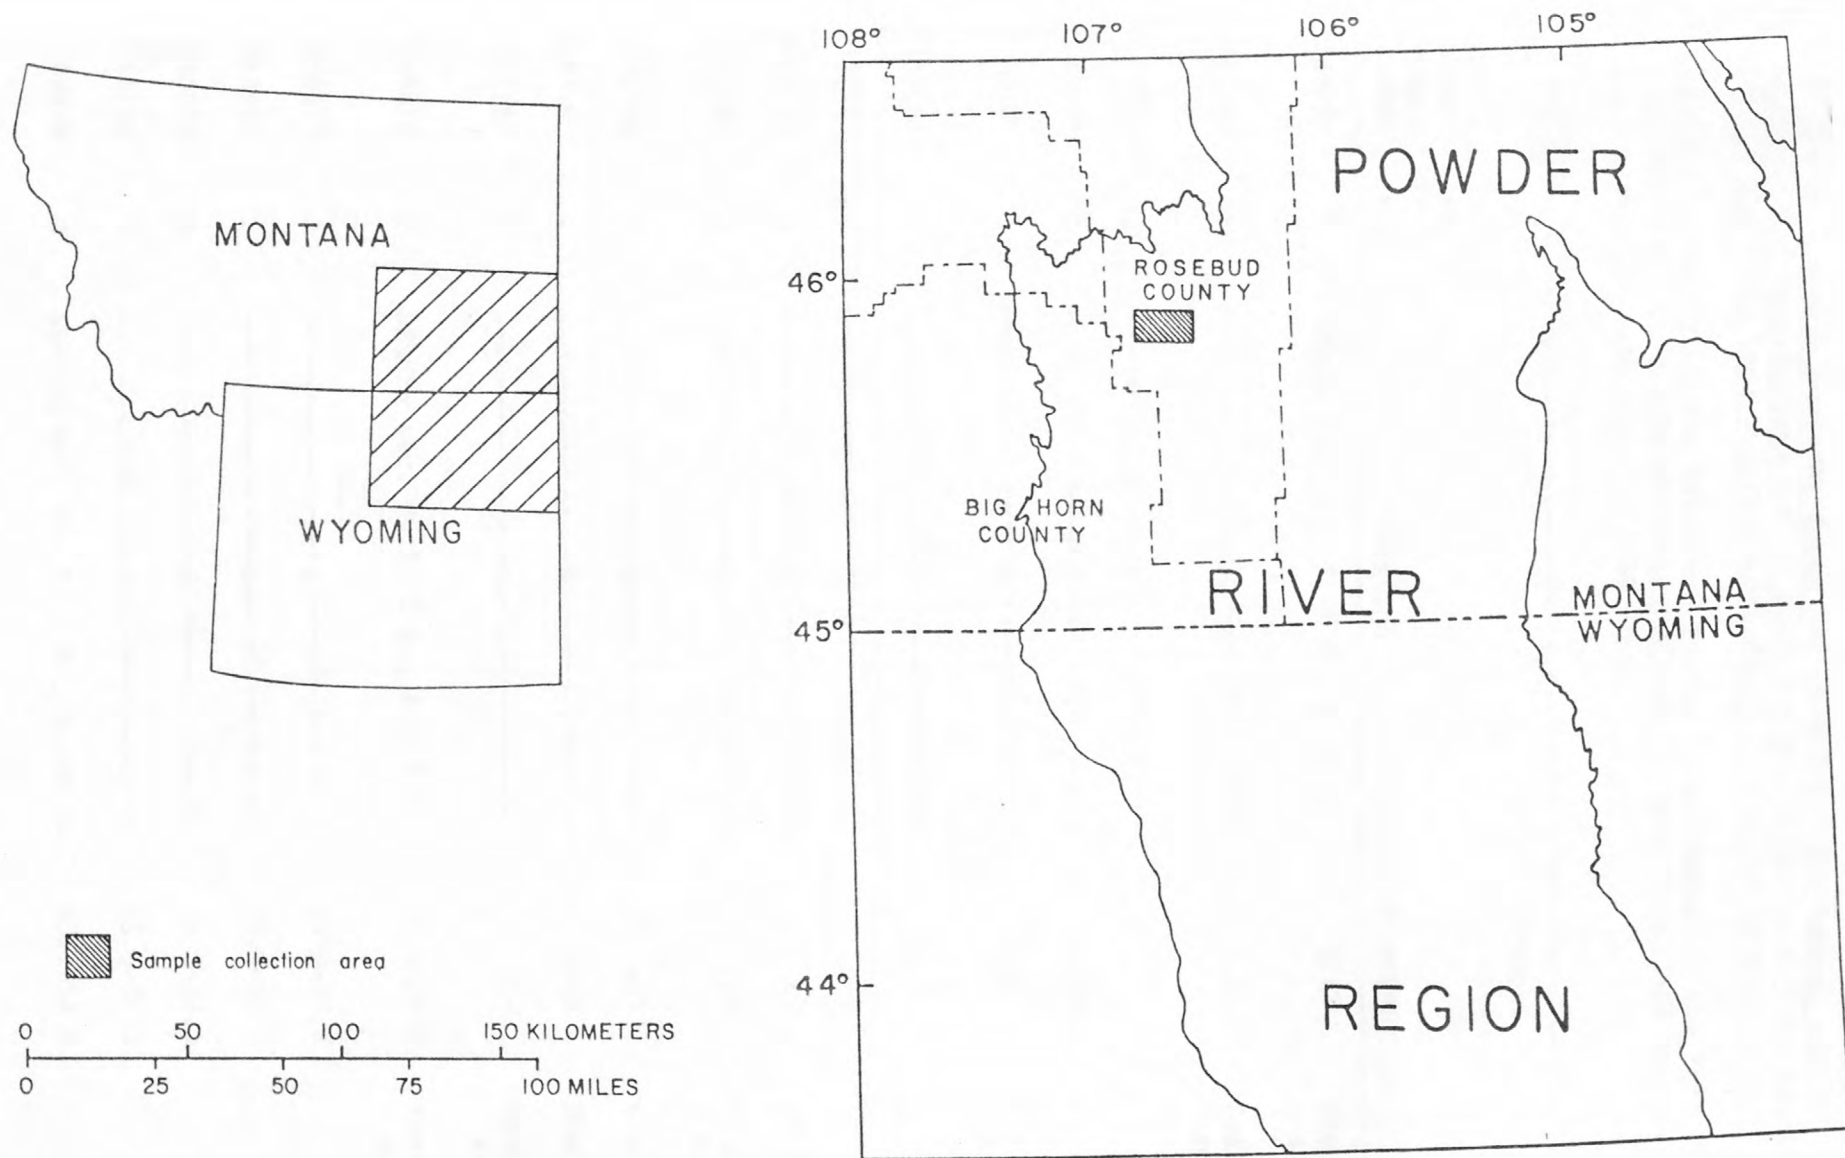 108° 107° 106° 105°
MONTANA
WYOMING
POWDER
46°
ROSEBUD
COUNTY
BIG HORN
COUNTY
RIVER
45°
MONTANA
WYOMING
44°
REGION
Sample collection area
0 50 100 150 KILOMETERS
0 25 50 75 100 MILES